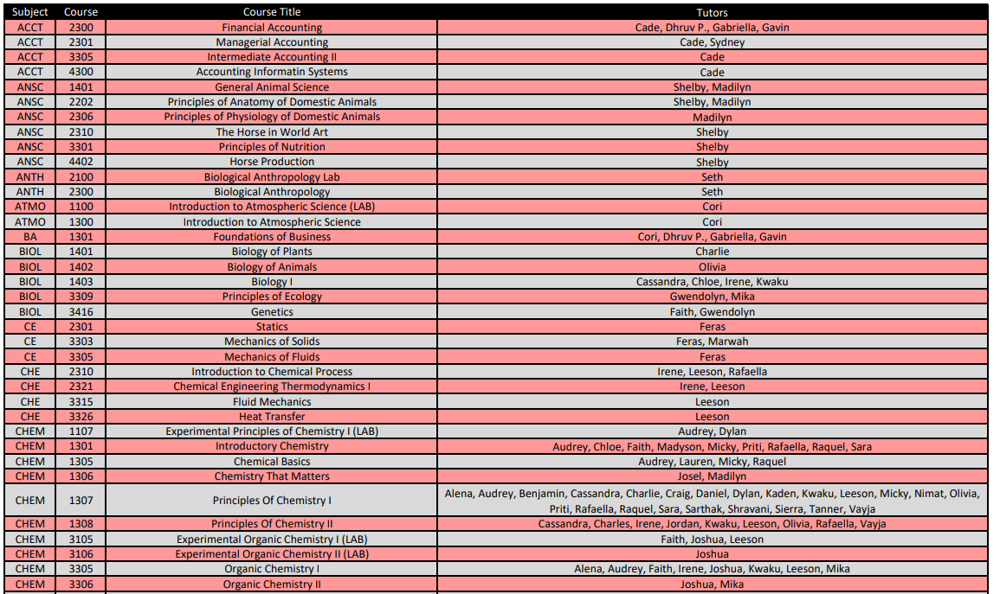 Subject Course Course Title Tutors
ACCT 2300 Financial Accounting Cade, Dhruv P., Gabriella, Gavin
ACCT 2301 Managerial Accounting Cade, Sydney
ACCT 3305 Intermediate Accounting II Cade
ACCT 4300 Accounting Informatin Systems Cade
ANSC 1401 General Animal Science Shelby, Madilyn
ANSC 2202 Principles of Anatomy of Domestic Animals Shelby, Madilyn
ANSC 2306 Principles of Physiology of Domestic Animals Madilyn
ANSC 2310 The Horse in World Art Shelby
ANSC 3301 Principles of Nutrition Shelby
ANSC 4402 Horse Production Shelby
ANTH 2100 Biological Anthropology Lab Seth
ANTH 2300 Biological Anthropology Seth
ATMO 1100 Introduction to Atmospheric Science (LAB) Cori
ATMO 1300 Introduction to Atmospheric Science Cori
BA 1301 Foundations of Business Cori, Dhruv P., Gabriella, Gavin
BIOL 1401 Biology of Plants Charlie
BIOL 1402 Biology of Animals Olivia
BIOL 1403 Biology I Cassandra, Chloe, Irene, Kwaku
BIOL 3309 Principles of Ecology Gwendolyn, Mika
BIOL 3416 Genetics Faith, Gwendolyn
CE 2301 Statics Feras
CE 3303 Mechanics of Solids Feras, Marwah
CE 3305 Mechanics of Fluids Feras
CHE 2310 Introduction to Chemical Process Irene, Leeson, Rafaella
CHE 2321 Chemical Engineering Thermodynamics I Irene, Leeson
CHE 3315 Fluid Mechanics Leeson
CHE 3326 Heat Transfer Leeson
CHEM 1107 Experimental Principles of Chemistry I (LAB) Audrey, Dylan
CHEM 1301 Introductory Chemistry Audrey, Chloe, Faith, Madyson, Micky, Priti, Rafaella, Raquel, Sara
CHEM 1305 Chemical Basics Audrey, Lauren, Micky, Raquel
CHEM 1306 Chemistry That Matters Josel, Madilyn
CHEM 1307 Principles Of Chemistry I Alena, Audrey, Benjamin, Cassandra, Charlie, Craig, Daniel, Dylan, Kaden, Kwaku, Leeson, Micky, Nimat, Olivia,
Priti, Rafaella, Raquel, Sara, Sarthak, Shravani, Sierra, Tanner, Vayja
CHEM 1308 Principles Of Chemistry II Cassandra, Charles, Irene, Jordan, Kwaku, Leeson, Olivia, Rafaella, Vayja
CHEM 3105 Experimental Organic Chemistry I (LAB) Faith, Joshua, Leeson
CHEM 3106 Experimental Organic Chemistry II (LAB) Joshua
CHEM 3305 Organic Chemistry I Alena, Audrey, Faith, Irene, Joshua, Kwaku, Leeson, Mika
CHEM 3306 Organic Chemistry II Joshua, Mika